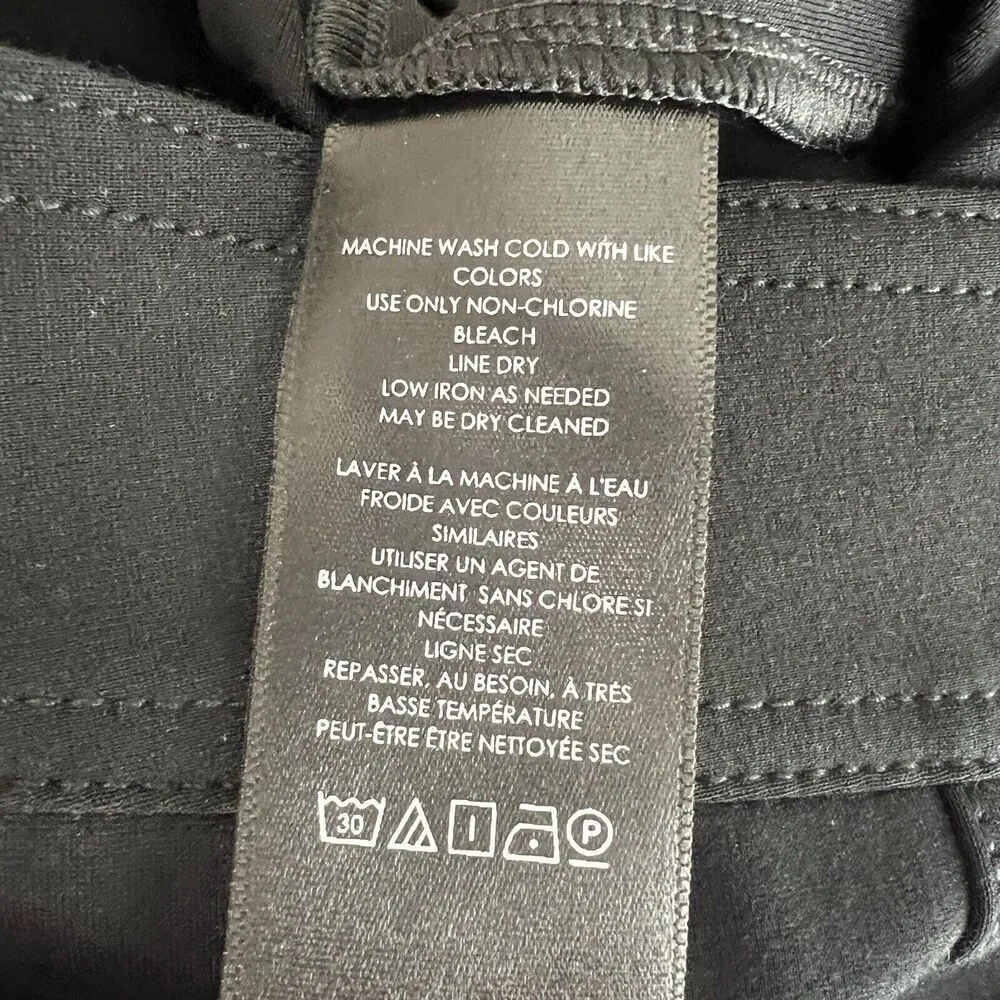 MACHINE WASH COLD WITH LIKE
COLORS
USE ONLY NON-CHLORINE
BLEACH
LINE DRY
LOW IRON AS NEEDED
MAY BE DRY CLEANED
LAVER À LA MACHINE À L'EAU
FROIDE AVEC COULEURS
SIMILAIRES
UTILISER UN AGENT DE
BLANCHIMENT SANS CHLORE SI
NÉCESSAIRE
LIGNE SEC
REPASSER, AU BESOIN, À TRÉS
BASSE TEMPÉRATURE
PEUT-ÊTRE ÊTRE NETTOYÉE SEC
30 P